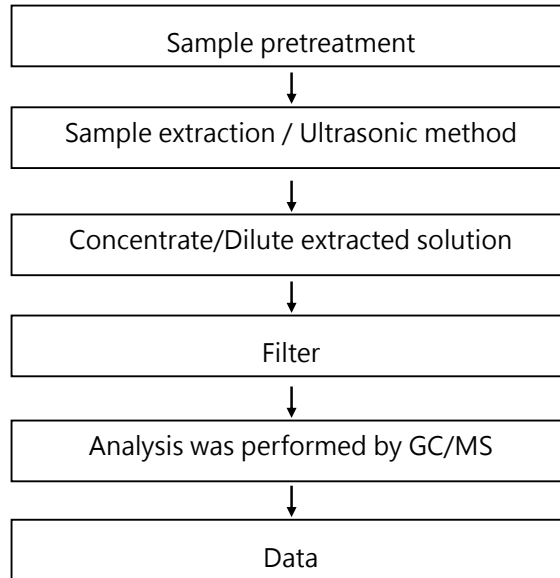 Sample pretreatment
Sample extraction / Ultrasonic method
Concentrate/Dilute extracted solution
Filter
Analysis was performed by GC/MS
Data